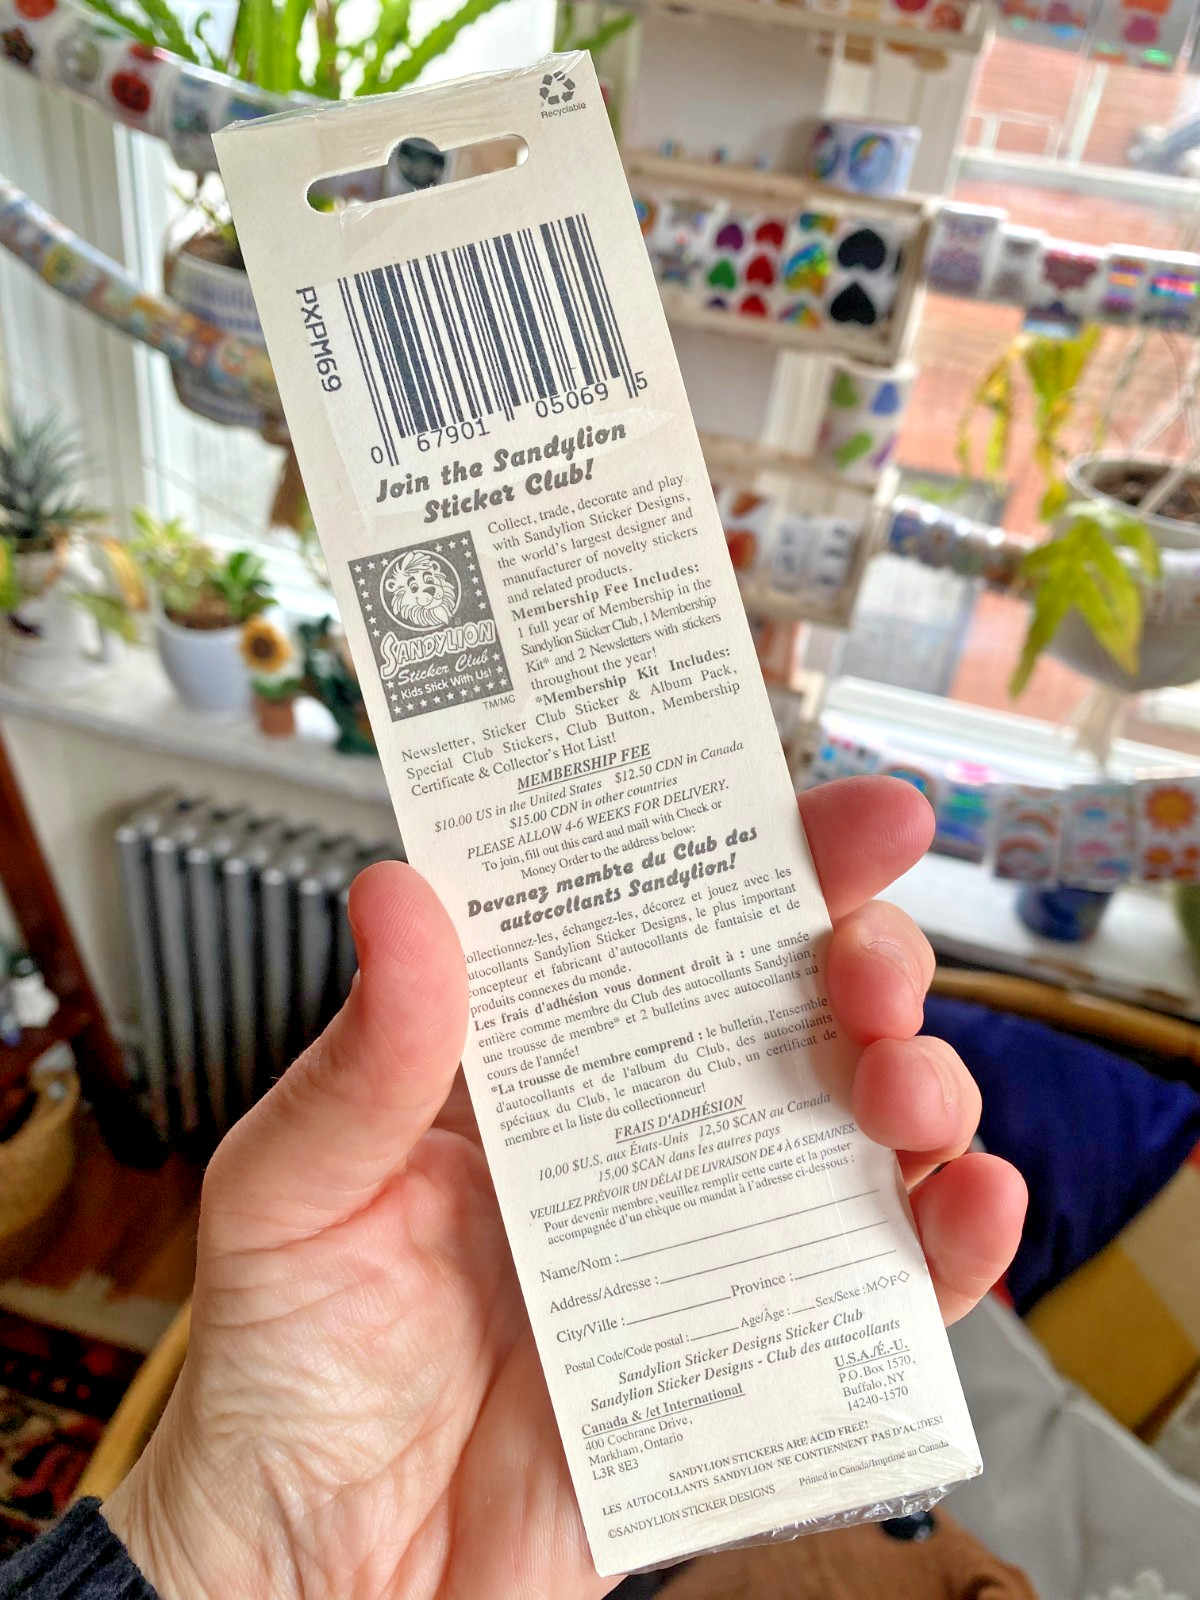 Recyclable
PXPM69
0 67901 05069 5
Join the Sandylion
Sticker Club!
SANDYLION
Sticker Club
Kids Stick With Us!
TM/MC
Collect, trade, decorate and play
with Sandylion Sticker Designs,
the world's largest designer and
manufacturer of novelty stickers
and related products.
Membership Fee Includes:
1 full year of Membership in the
Sandylion Sticker Club, 1 Membership
Kit* and 2 Newsletters with stickers
throughout the year!
*Membership Kit Includes:
Newsletter, Sticker Club Sticker & Album Pack,
Special Club Stickers, Club Button, Membership
Certificate & Collector's Hot List!
MEMBERSHIP FEE
$10.00 US in the United States $12.50 CDN in Canada
$15.00 CDN in other countries
PLEASE ALLOW 4-6 WEEKS FOR DELIVERY.
To join, fill out this card and mail with Check or
Money Order to the address below:
Devenez membre du Club des
autocollants Sandylion!
ollectionnez-les, échangez-les, décorez et jouez avec les
utocollants Sandylion Sticker Designs, le plus important
oncepteur et fabricant d'autocollants de fantaisie et de
produits connexes du monde.
Les frais d'adhésion vous donnent droit à : une année
entière comme membre du Club des autocollants Sandylion,
une trousse de membre* et 2 bulletins avec autocollants au
cours de l'année!
*La trousse de membre comprend : le bulletin, l'ensemble
d'autocollants et de l'album du Club, des autocollants
spéciaux du Club, le macaron du Club, un certificat de
membre et la liste du collectionneur!
FRAIS D'ADHÉSION
10,00 $U.S. aux États-Unis 12,50 $CAN au Canada
15,00 $CAN dans les autres pays
VEUILLEZ PRÉVOIR UN DÉLAI DE LIVRAISON DE 4 À 6 SEMAINES.
Pour devenir membre, veuillez remplir cette carte et la poster
accompagnée d'un chèque ou mandat à l'adresse ci-dessous :
Name/Nom :
Address/Adresse :
City/Ville : Province :
Postal Code/Code postal : Age/Âge : Sex/Sexe : M◇F◇
Sandylion Sticker Designs Sticker Club
Sandylion Sticker Designs - Club des autocollants
Canada & /et International
400 Cochrane Drive,
Markham, Ontario
L3R 8E3
U.S.A./É.-U.
P.O. Box 1570,
Buffalo, NY
14240-1570
SANDYLION STICKERS ARE ACID FREE!
LES AUTOCOLLANTS SANDYLION NE CONTIENNENT PAS D'ACIDES!
©SANDYLION STICKER DESIGNS Printed in Canada/Imprimé au Canada